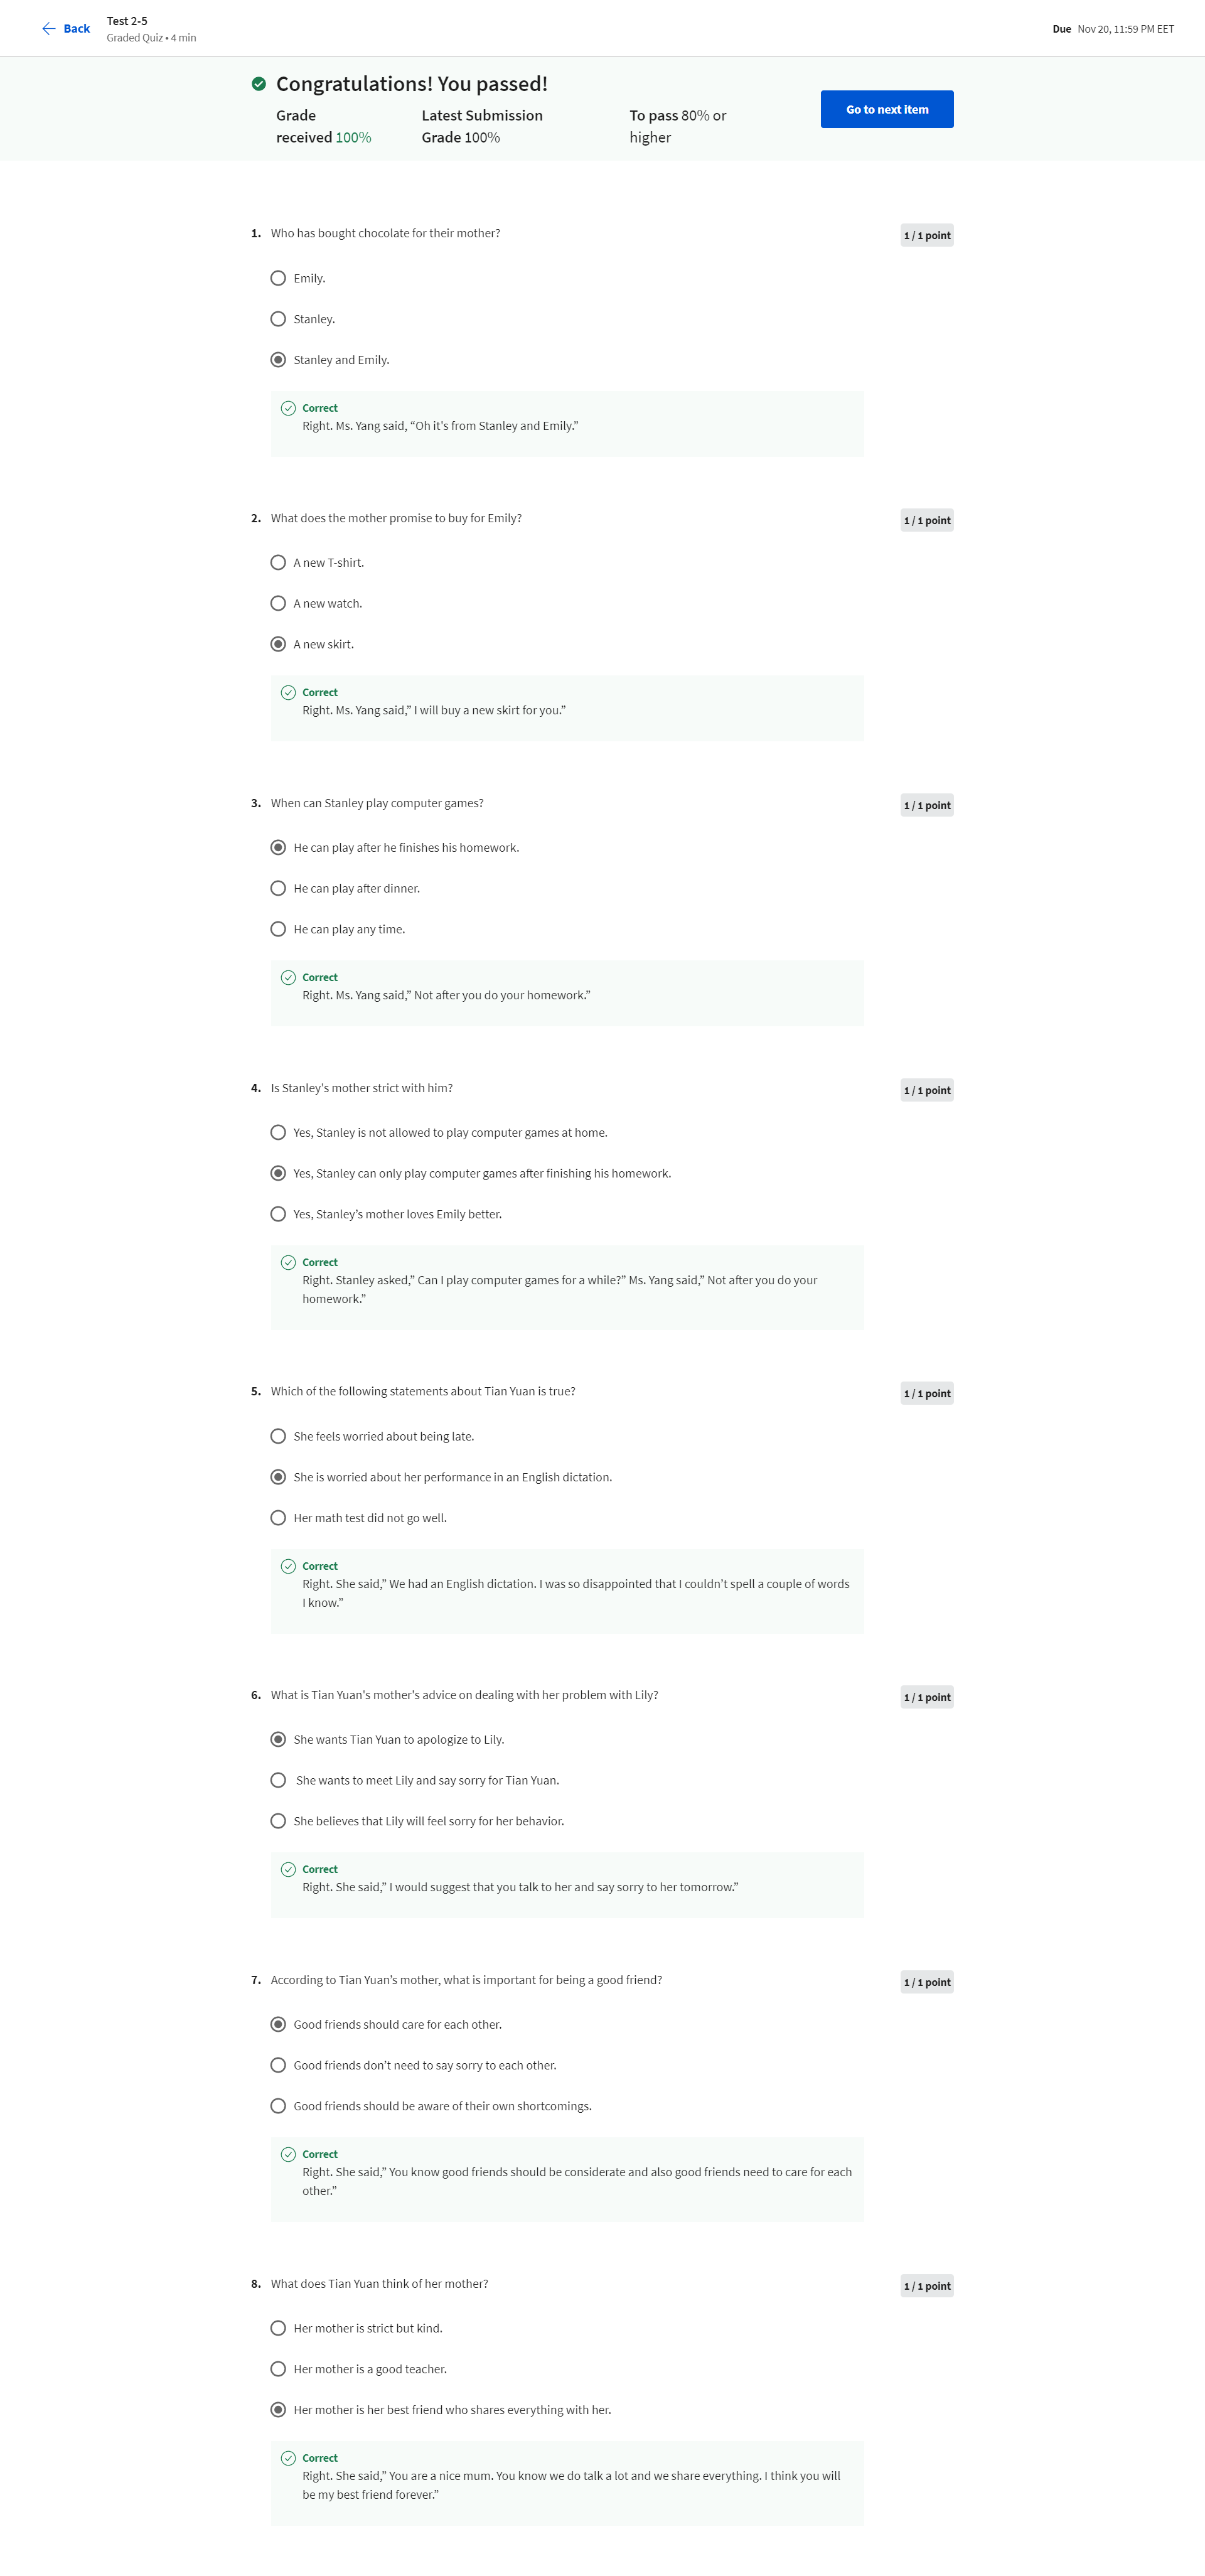 Back
Test 2-5
Graded Quiz • 4 min
Due Nov 20, 11:59 PM EET
Congratulations! You passed!
Grade
received 100%
Latest Submission
Grade 100%
To pass 80% or
higher
Go to next item
1. Who has bought chocolate for their mother?
1 / 1 point
Emily.
Stanley.
Stanley and Emily.
Correct
Right. Ms. Yang said, “Oh it’s from Stanley and Emily.”
2. What does the mother promise to buy for Emily?
1 / 1 point
A new T-shirt.
A new watch.
A new skirt.
Correct
Right. Ms. Yang said,” I will buy a new skirt for you.”
3. When can Stanley play computer games?
1 / 1 point
He can play after he finishes his homework.
He can play after dinner.
He can play any time.
Correct
Right. Ms. Yang said,” Not after you do your homework.”
4. Is Stanley’s mother strict with him?
1 / 1 point
Yes, Stanley is not allowed to play computer games at home.
Yes, Stanley can only play computer games after finishing his homework.
Yes, Stanley’s mother loves Emily better.
Correct
Right. Stanley asked,” Can I play computer games for a while?” Ms. Yang said,” Not after you do your
homework.”
5. Which of the following statements about Tian Yuan is true?
1 / 1 point
She feels worried about being late.
She is worried about her performance in an English dictation.
Her math test did not go well.
Correct
Right. She said,” We had an English dictation. I was so disappointed that I couldn’t spell a couple of words
I know.”
6. What is Tian Yuan’s mother's advice on dealing with her problem with Lily?
1 / 1 point
She wants Tian Yuan to apologize to Lily.
She wants to meet Lily and say sorry for Tian Yuan.
She believes that Lily will feel sorry for her behavior.
Correct
Right. She said,” I would suggest that you talk to her and say sorry to her tomorrow.”
7. According to Tian Yuan’s mother, what is important for being a good friend?
1 / 1 point
Good friends should care for each other.
Good friends don’t need to say sorry to each other.
Good friends should be aware of their own shortcomings.
Correct
Right. She said,” You know good friends should be considerate and also good friends need to care for each
other.”
8. What does Tian Yuan think of her mother?
1 / 1 point
Her mother is strict but kind.
Her mother is a good teacher.
Her mother is her best friend who shares everything with her.
Correct
Right. She said,” You are a nice mum. You know we do talk a lot and we share everything. I think you will
be my best friend forever.”